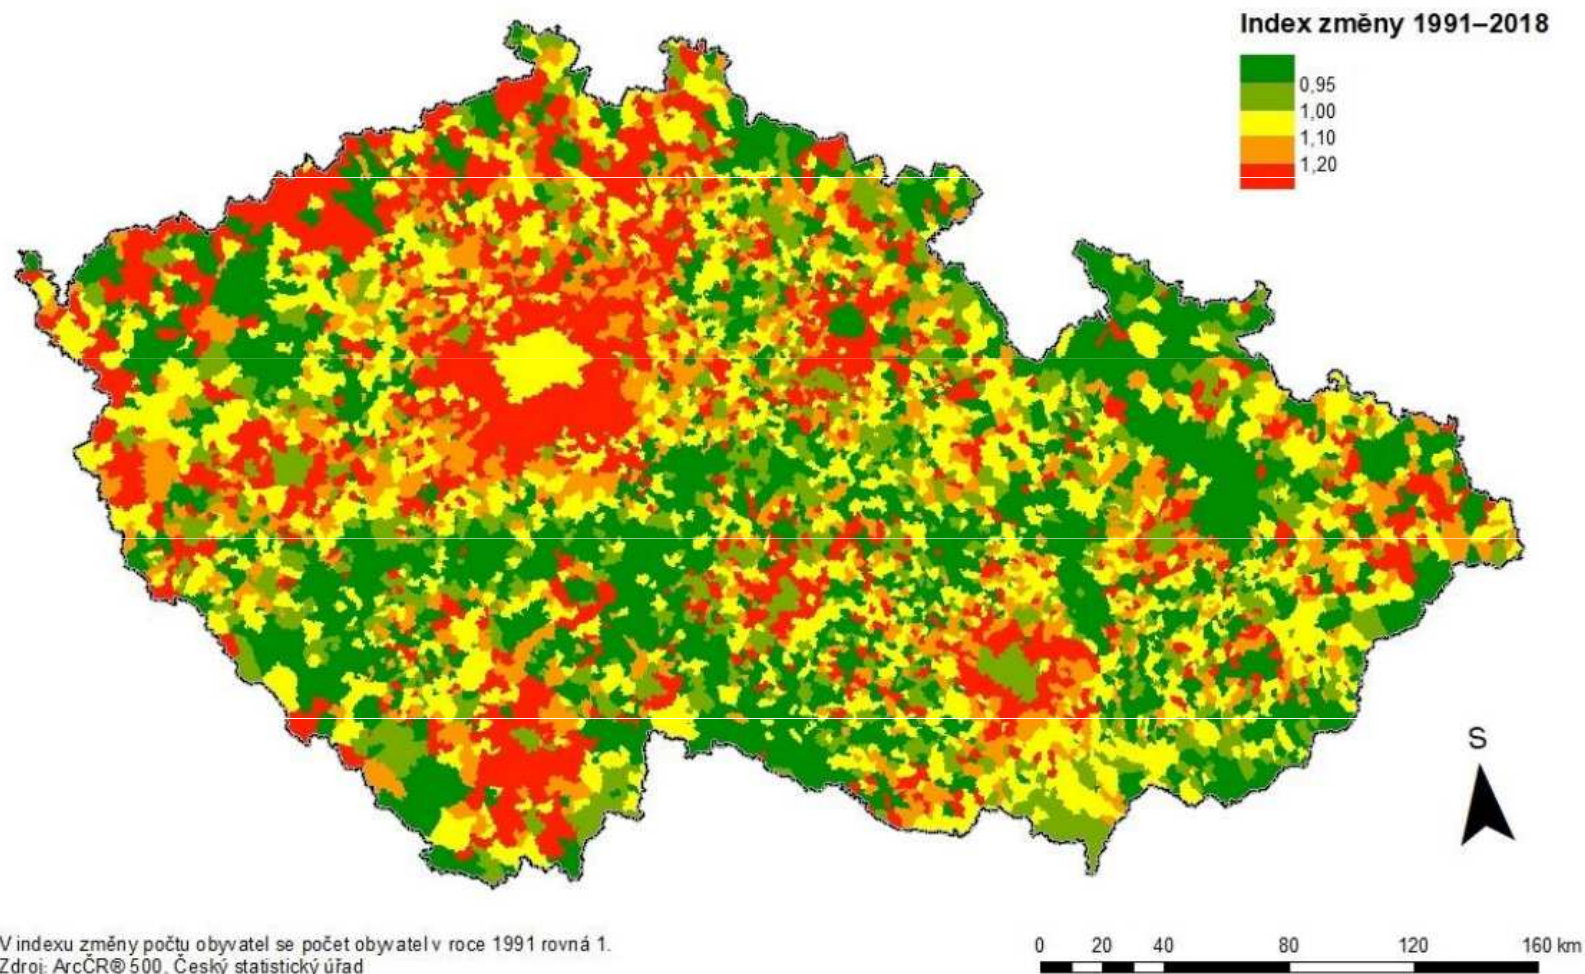 Index změny 1991–2018
0,95
1,00
1,10
1,20
S
V indexu změny počtu obyvatel se počet obyvatel v roce 1991 rovná 1.
Zdroj: ArcČR® 500, Český statistický úřad
0 20 40 80 120 160 km